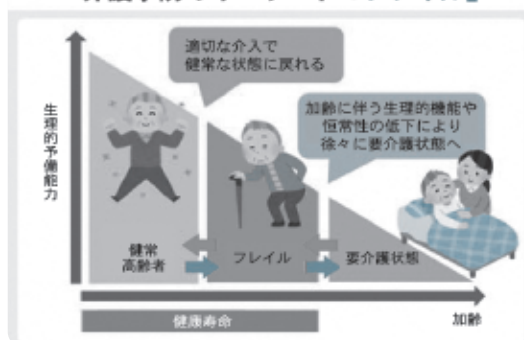 適切な介入で
健常な状態に戻れる
加齢に伴う生理的機能や
恒常性の低下により
徐々に要介護状態へ
生理的予備能力
健常
高齢者
フレイル
要介護状態
加齢
健康寿命